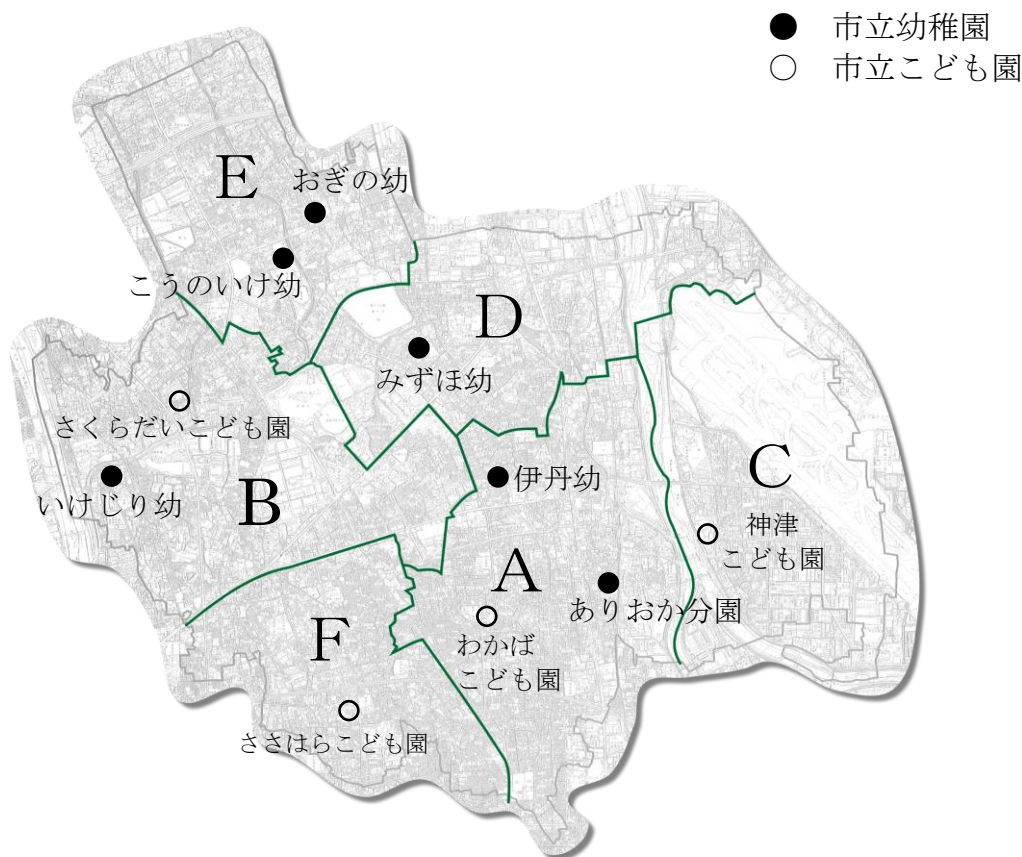 ● 市立幼稚園
○ 市立こども園
E
おぎの幼
こうのいけ幼
D
みずほ幼
さくらだいこども園
いけじり幼
B
伊丹幼
C
神津
こども園
A
ありおか分園
わかば
こども園
F
ささはらこども園